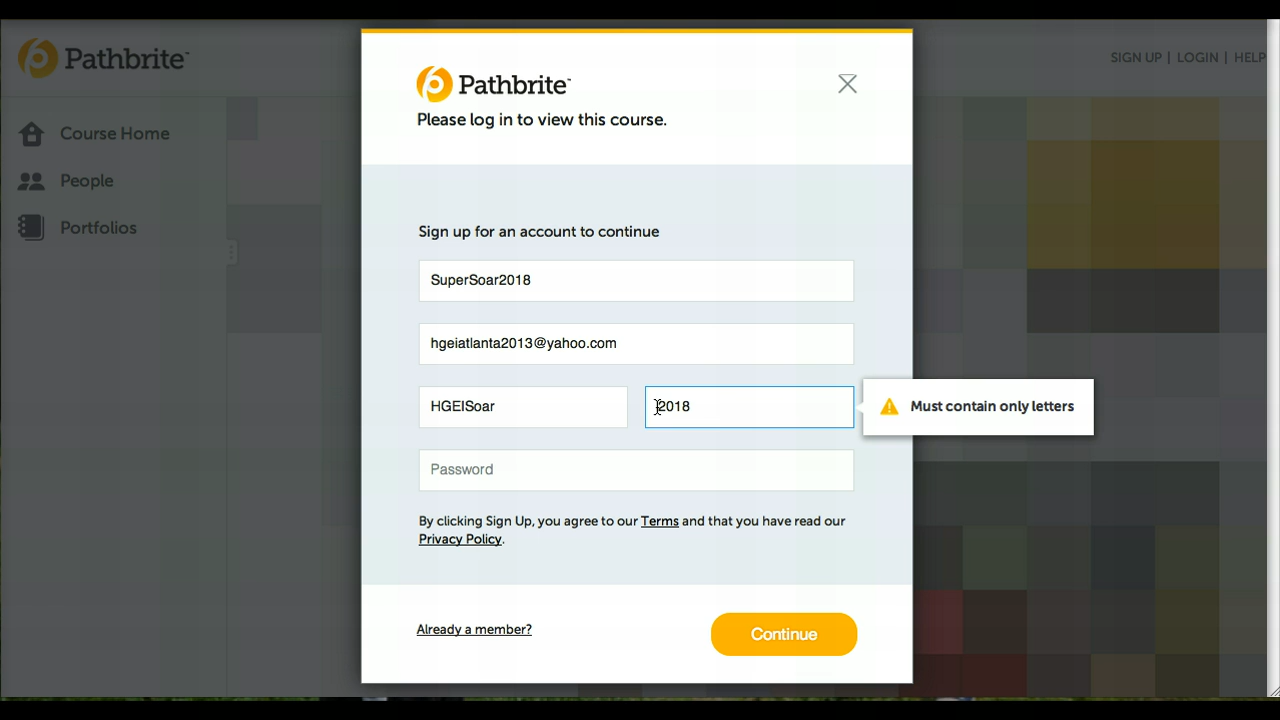 Pathbrite™
SIGN UP | LOGIN | HELP
Course Home
People
Portfolios
Pathbrite™
Please log in to view this course.
Sign up for an account to continue
SuperSoar2018
hgeiatlanta2013@yahoo.com
HGEISoar
2018
Must contain only letters
Password
By clicking Sign Up, you agree to our Terms and that you have read our
Privacy Policy.
Already a member?
Continue